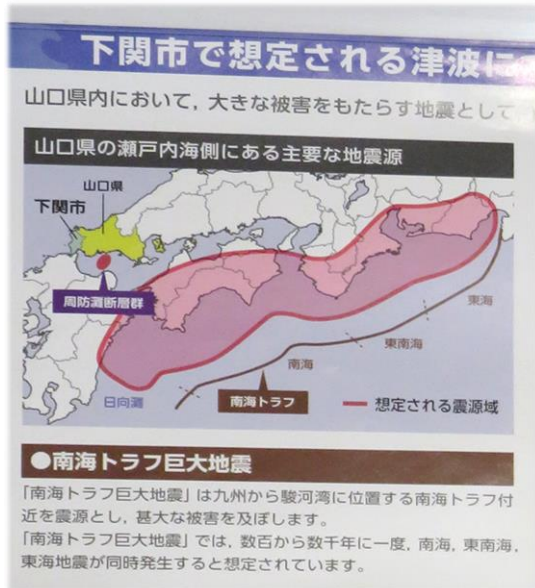 下関市で想定される津波に
山口県内において，大きな被害をもたらす地震として
山口県の瀬戸内海側にある主要な地震源
山口県
下関市
周防灘断層群
東海
東南海
南海
日向灘
南海トラフ
想定される震源域
●南海トラフ巨大地震
「南海トラフ巨大地震」は九州から駿河湾に位置する南海トラフ付
近を震源とし，甚大な被害を及ぼします。
「南海トラフ巨大地震」では，数百から数千年に一度，南海，東南海，
東海地震が同時発生すると想定されています。